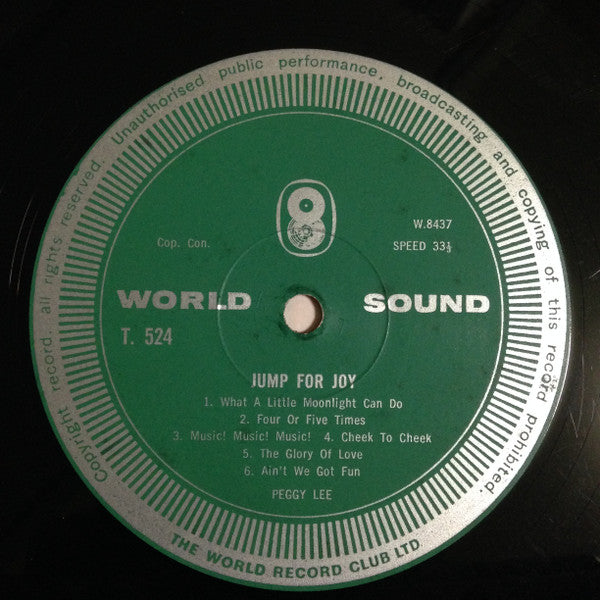 Copyright record. all rights reserved. Unauthorised public performance, broadcasting and copying of this record prohibited.
W.8437
Cop. Con.
SPEED 33⅓
WORLD SOUND
T. 524
JUMP FOR JOY
1. What A Little Moonlight Can Do
2. Four Or Five Times
3. Music! Music! Music! 4. Cheek To Cheek
5. The Glory Of Love
6. Ain't We Got Fun
PEGGY LEE
THE WORLD RECORD CLUB LTD